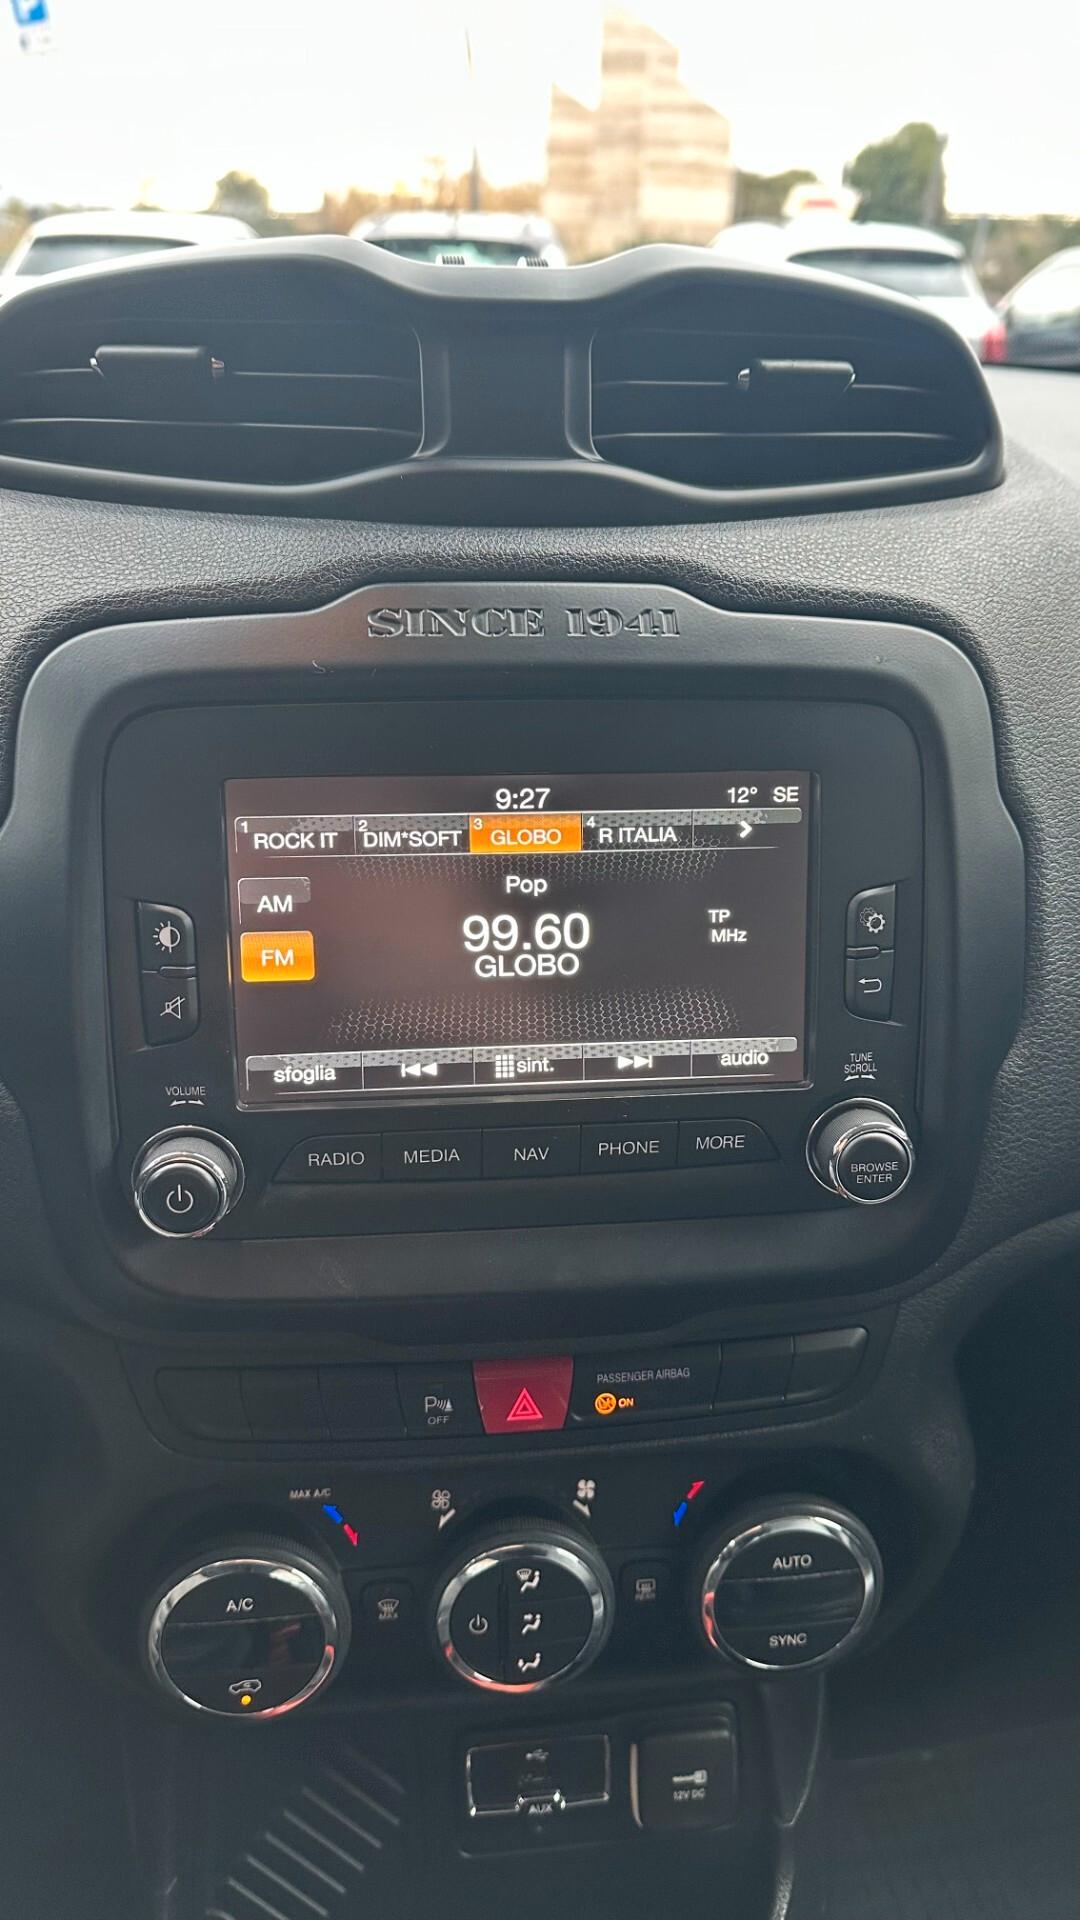 P
SINCE 1941
9:27
12° SE
1 ROCK IT
2 DIM*SOFT
3 GLOBO
4 R ITALIA
AM
Pop
99.60
TP
MHz
FM
GLOBO
sfoglia
sint.
audio
VOLUME
TUNE
SCROLL
RADIO
MEDIA
NAV
PHONE
MORE
BROWSE
ENTER
PASSENGER AIRBAG
ON
P
OFF
MAX A/C
A/C
MAX
REAR
AUTO
SYNC
AUX
12V DC